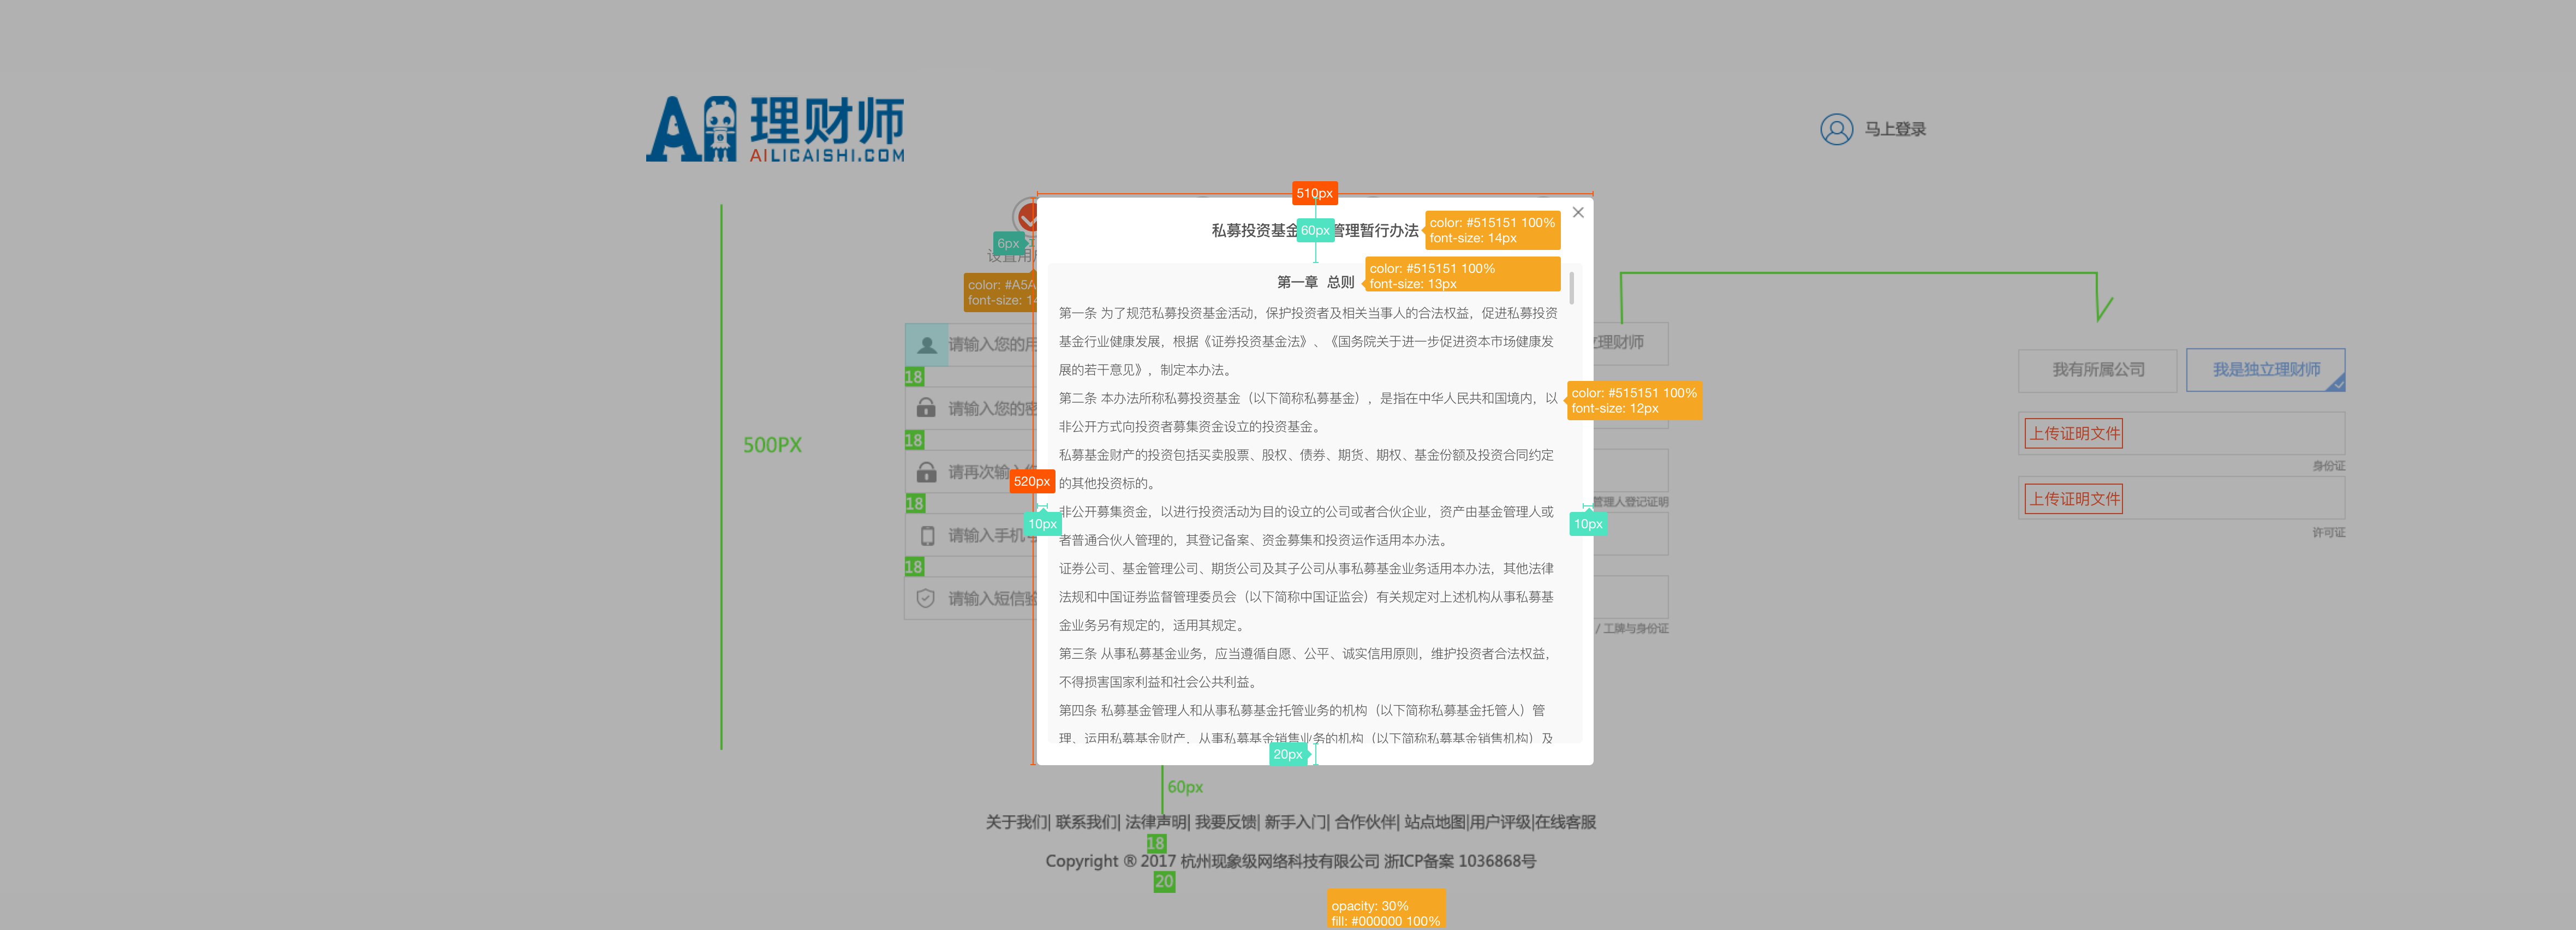 AI理财师
AILICAISHI.COM
马上登录
510px
私募投资基金
60px
管理暂行办法
color: #515151 100%
font-size: 14px
6px
color: #A5A
font-size: 14
第一章 总则
color: #515151 100%
font-size: 13px
第一条 为了规范私募投资基金活动，保护投资者及相关当事人的合法权益，促进私募投资
基金行业健康发展，根据《证券投资基金法》、《国务院关于进一步促进资本市场健康发
展的若干意见》，制定本办法。
第二条 本办法所称私募投资基金（以下简称私募基金），是指在中华人民共和国境内，以
非公开方式向投资者募集资金设立的投资基金。
私募基金财产的投资包括买卖股票、股权、债券、期货、期权、基金份额及投资合同约定
的其他投资标的。
非公开募集资金，以进行投资活动为目的设立的公司或者合伙企业，资产由基金管理人或
者普通合伙人管理的，其登记备案、资金募集和投资运作适用本办法。
证券公司、基金管理公司、期货公司及其子公司从事私募基金业务适用本办法，其他法律
法规和中国证券监督管理委员会（以下简称中国证监会）有关规定对上述机构从事私募基
金业务另有规定的，适用其规定。
第三条 从事私募基金业务，应当遵循自愿、公平、诚实信用原则，维护投资者合法权益，
不得损害国家利益和社会公共利益。
第四条 私募基金管理人和从事私募基金托管业务的机构（以下简称私募基金托管人）管
理、运用私募基金财产，从事私募基金销售业务的机构（以下简称私募基金销售机构）及
color: #515151 100%
font-size: 12px
520px
10px
10px
20px
500PX
设置用
请输入您的用
18
请输入您的密
18
请再次输入
18
请输入手机
18
请输入短信验
理财师
管理人登记证明
/ 工牌与身份证
我有所属公司
我是独立理财师
上传证明文件
身份证
上传证明文件
许可证
60px
关于我们| 联系我们| 法律声明| 我要反馈| 新手入门| 合作伙伴| 站点地图|用户评级|在线客服
18
Copyright ® 2017 杭州现象级网络科技有限公司 浙ICP备案 1036868号
20
opacity: 30%
fill: #000000 100%